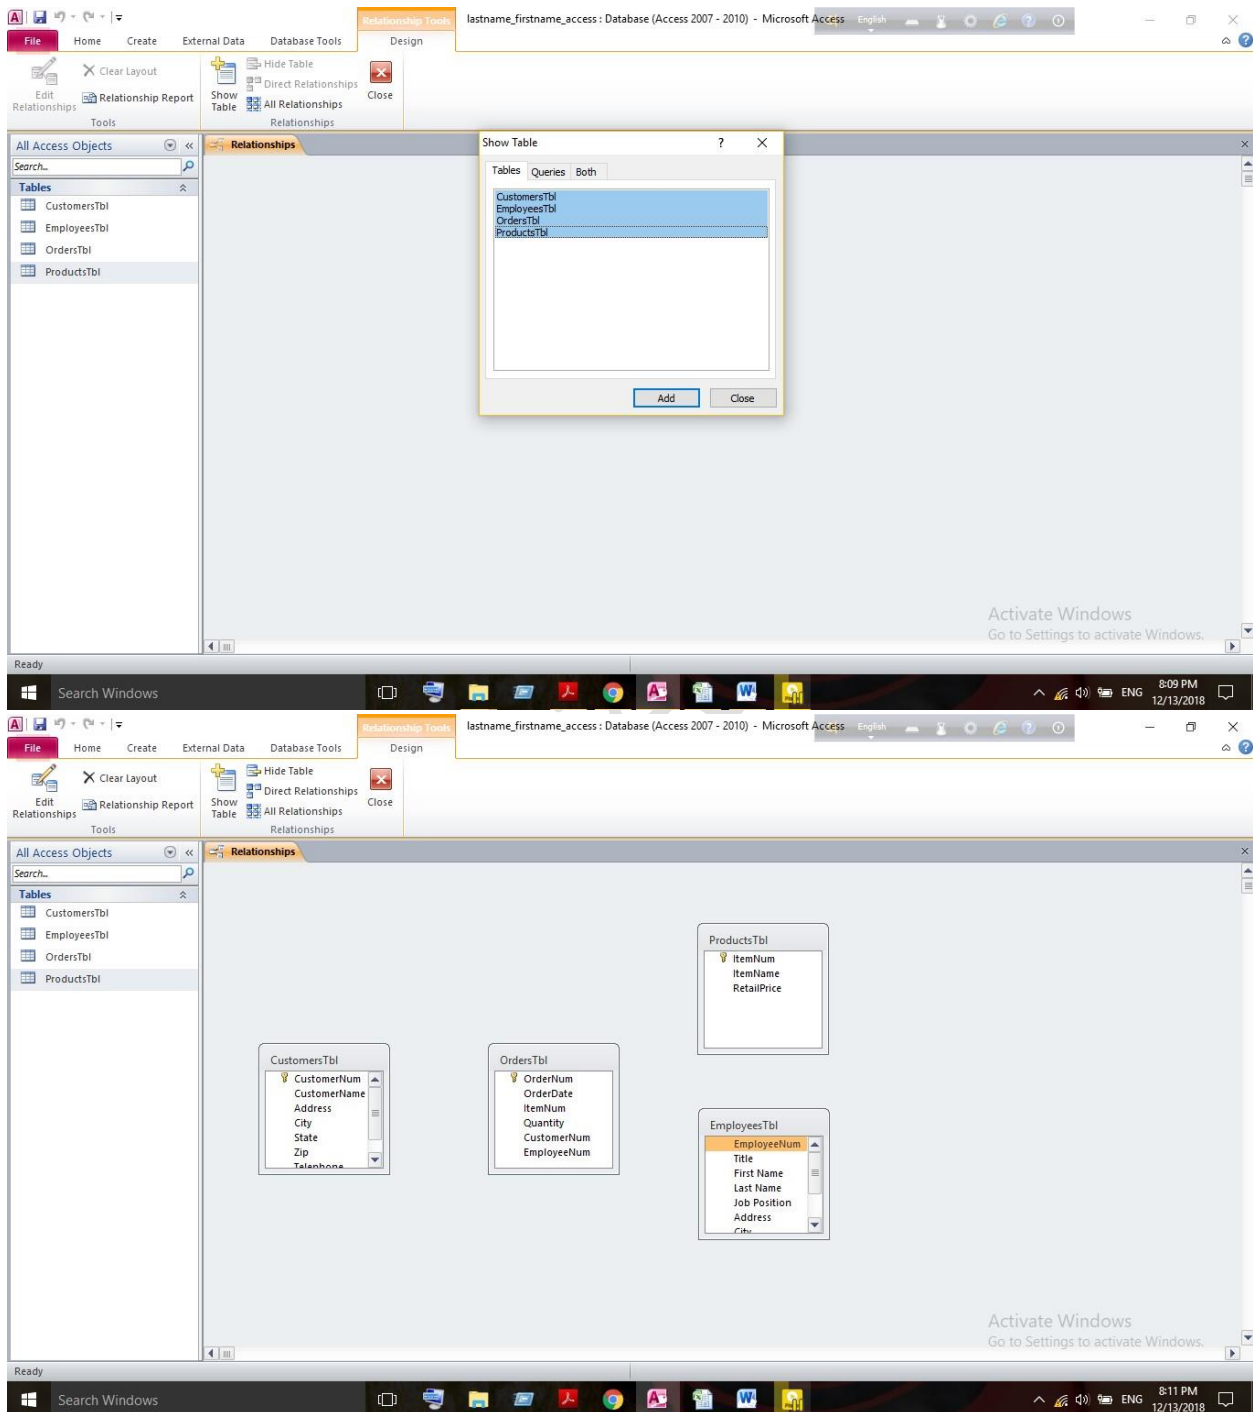 Relationship Tools
lastname_firstname_access : Database (Access 2007 - 2010) - Microsoft Access
English
File Home Create External Data Database Tools Design
Edit Relationships
Clear Layout
Relationship Report
Tools
Show Table
Hide Table
Direct Relationships
All Relationships
Relationships
Close
All Access Objects
Search...
Tables
CustomersTbl
EmployeesTbl
OrdersTbl
ProductsTbl
Relationships
Show Table ?
Tables Queries Both
CustomersTbl
EmployeesTbl
OrdersTbl
ProductsTbl
Add Close
Activate Windows
Go to Settings to activate Windows.
Ready
Search Windows
ENG
8:09 PM
12/13/2018
Relationship Tools
lastname_firstname_access : Database (Access 2007 - 2010) - Microsoft Access
English
File Home Create External Data Database Tools Design
Edit Relationships
Clear Layout
Relationship Report
Tools
Show Table
Hide Table
Direct Relationships
All Relationships
Relationships
Close
All Access Objects
Search...
Tables
CustomersTbl
EmployeesTbl
OrdersTbl
ProductsTbl
Relationships
ProductsTbl
ItemNum
ItemName
RetailPrice
CustomersTbl
CustomerNum
CustomerName
Address
City
State
Zip
Telephone
OrdersTbl
OrderNum
OrderDate
ItemNum
Quantity
CustomerNum
EmployeeNum
EmployeesTbl
EmployeeNum
Title
First Name
Last Name
Job Position
Address
City
Activate Windows
Go to Settings to activate Windows.
Ready
Search Windows
ENG
8:11 PM
12/13/2018